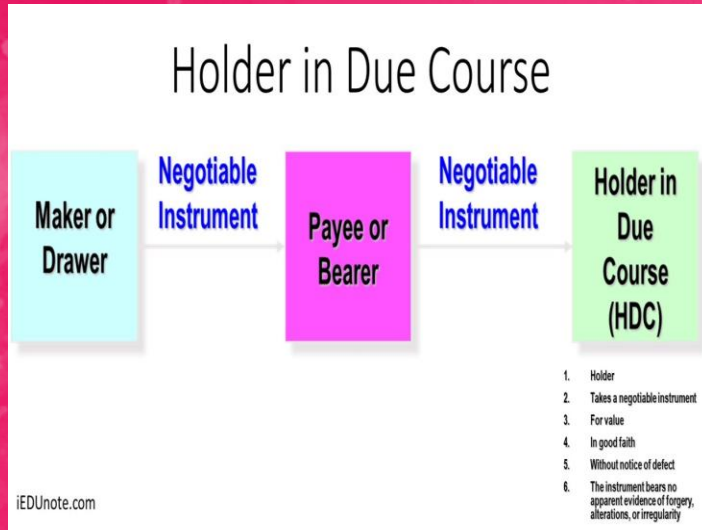 Holder in Due Course
Negotiable
Instrument
Negotiable
Instrument
Maker or
Drawer
Payee or
Bearer
Holder in
Due
Course
(HDC)
1. Holder
2. Takes a negotiable instrument
3. For value
4. In good faith
5. Without notice of defect
6. The instrument bears no
apparent evidence of forgery,
alterations, or irregularity
iEDUnote.com